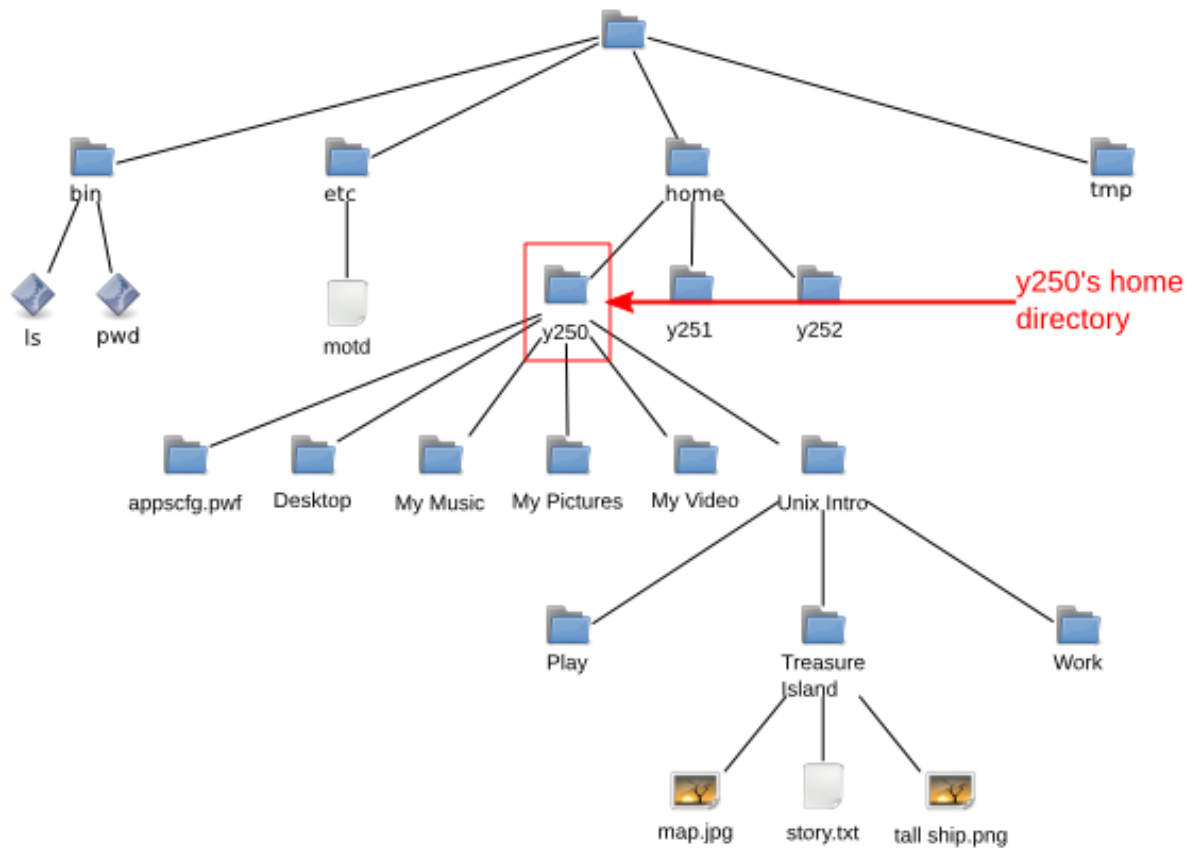 bin
etc
home
tmp
ls
pwd
motd
y250
y251
y252
y250's home
directory
appscfg.pwf
Desktop
My Music
My Pictures
My Video
Unix Intro
Play
Treasure
Island
Work
map.jpg
story.txt
tall ship.png